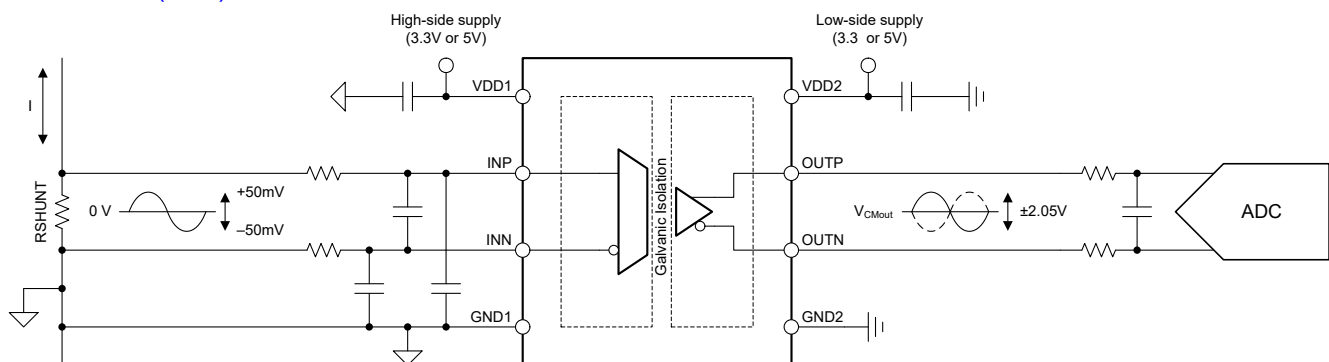 High-side supply
(3.3V or 5V)
Low-side supply
(3.3 or 5V)
VDD1
VDD2
I
INP
OUTP
RSHUNT
0 V
+50mV
–50mV
Galvanic Isolation
VCMout
±2.05V
ADC
INN
OUTN
GND1
GND2